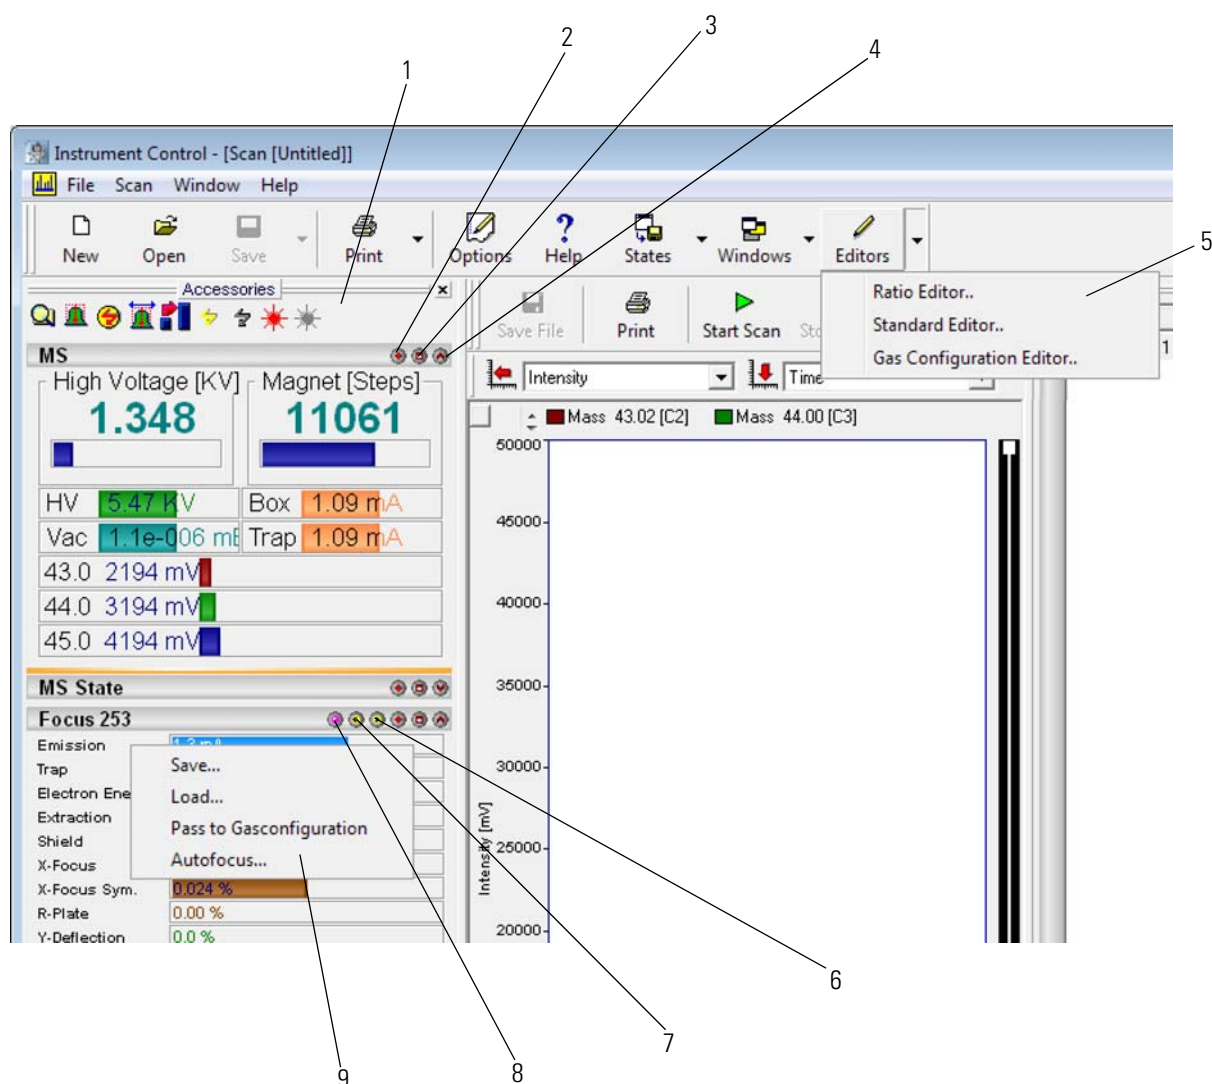 2
3
4
1
5
Instrument Control - [Scan [Untitled]]
File Scan Window Help
New Open Save Print Options Help States Windows Editors
Ratio Editor..
Standard Editor..
Gas Configuration Editor..
Accessories
Save File Print Start Scan
1
MS
High Voltage [KV] Magnet [Steps]
1.348 11061
HV 5.47 KV Box 1.09 mA
Vac 1.1e-006 Trap 1.09 mA
43.0 2194 mV
44.0 3194 mV
45.0 4194 mV
MS State
Focus 253
Emission 1.3 mA
Trap
Electron Ene
Extraction
Shield
X-Focus
X-Focus Sym. 0.024 %
R-Plate 0.00 %
Y-Deflection 0.0 %
Save...
Load...
Pass to Gasconfiguration
Autofocus...
Intensity Time
Mass 43.02 [C2] Mass 44.00 [C3]
50000
45000
40000
35000
30000
25000
20000
Intensity [mV]
6
7
8
9